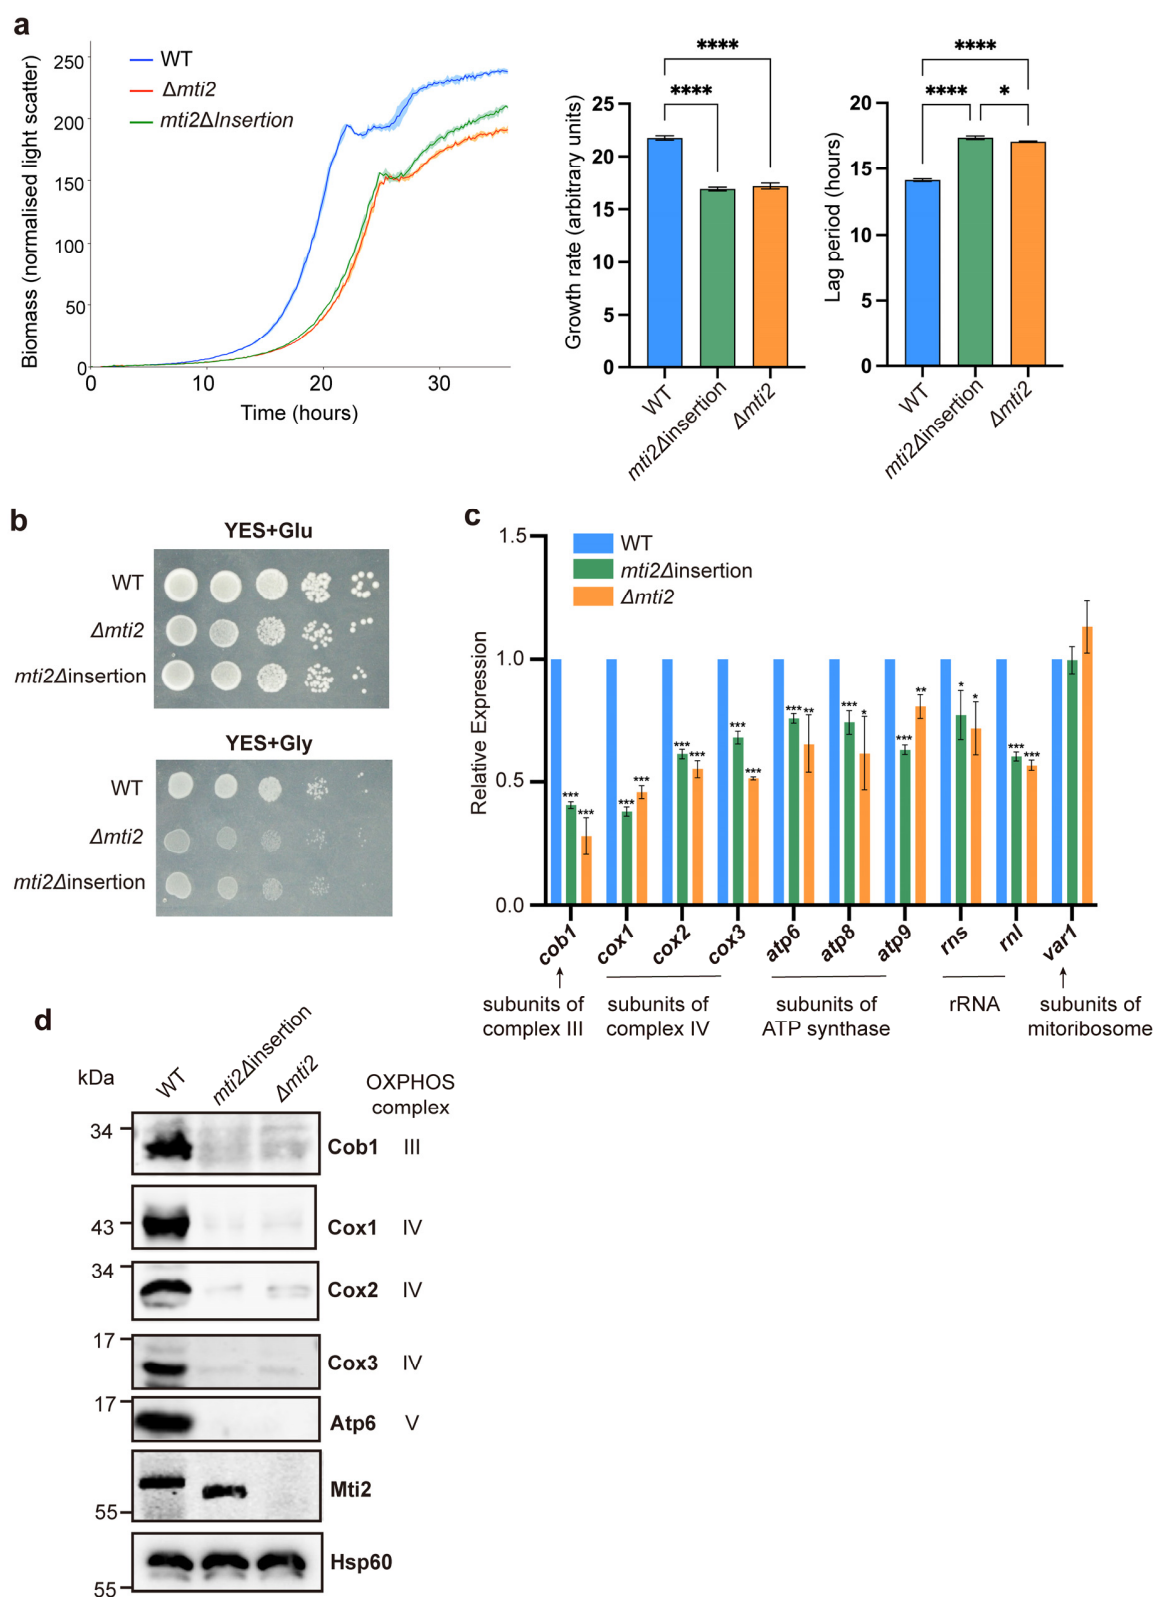 a
Biomass (normalised light scatter)
250
200
150
100
50
0
0
10
20
30
Time (hours)
WT
Δmti2
mti2ΔInsertion
Growth rate (arbitrary units)
25
20
15
10
5
0
****
****
WT
mti2Δinsertion
Δmti2
Lag period (hours)
20
15
10
5
0
****
****
*
WT
mti2Δinsertion
Δmti2
b
YES+Glu
WT
Δmti2
mti2Δinsertion
YES+Gly
WT
Δmti2
mti2Δinsertion
c
Relative Expression
1.5
1.0
0.5
0.0
WT
mti2Δinsertion
Δmti2
***
***
***
***
***
***
***
***
***
**
***
*
***
**
*
*
***
***
cob1
cox1
cox2
cox3
atp6
atp8
atp9
rns
rnl
var1
subunits of
complex III
subunits of
complex IV
subunits of
ATP synthase
rRNA
subunits of
mitoribosome
d
kDa
WT
mti2Δinsertion
Δmti2
OXPHOS
complex
34
Cob1
III
43
Cox1
IV
34
Cox2
IV
17
Cox3
IV
17
Atp6
V
Mti2
55
Hsp60
55